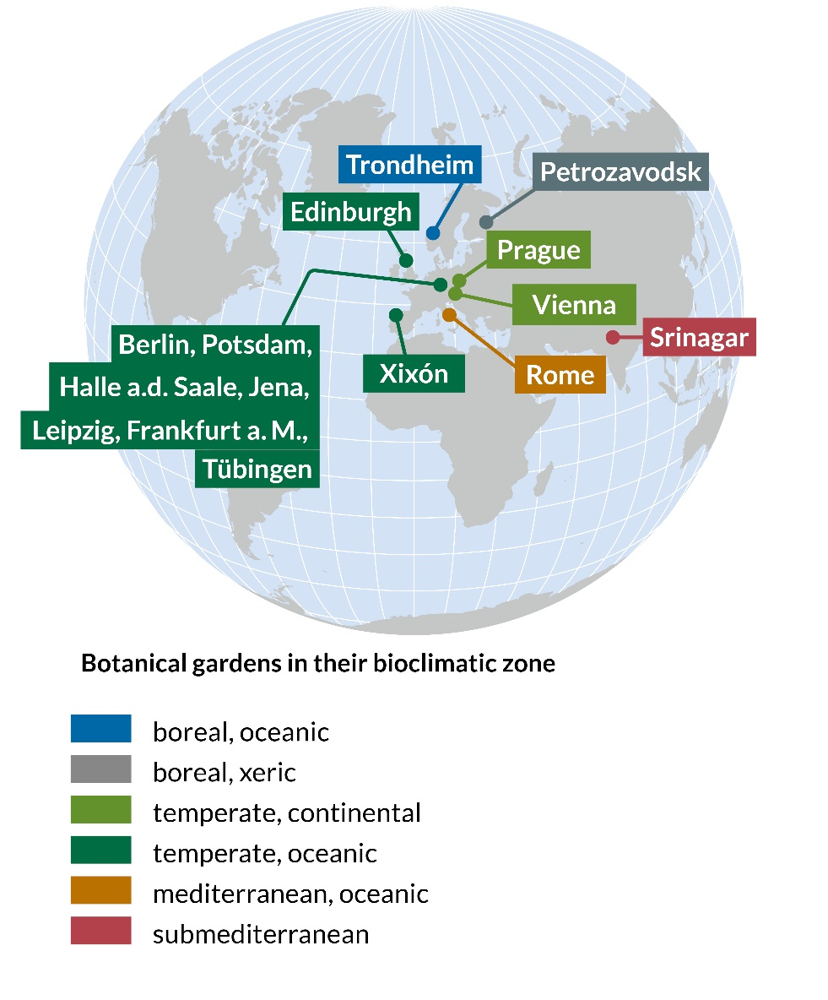 Trondheim
Petrozavodsk
Edinburgh
Prague
Vienna
Srinagar
Berlin, Potsdam,
Halle a.d. Saale, Jena,
Leipzig, Frankfurt a. M.,
Tübingen
Xixón
Rome
Botanical gardens in their bioclimatic zone
boreal, oceanic
boreal, xeric
temperate, continental
temperate, oceanic
mediterranean, oceanic
submediterranean